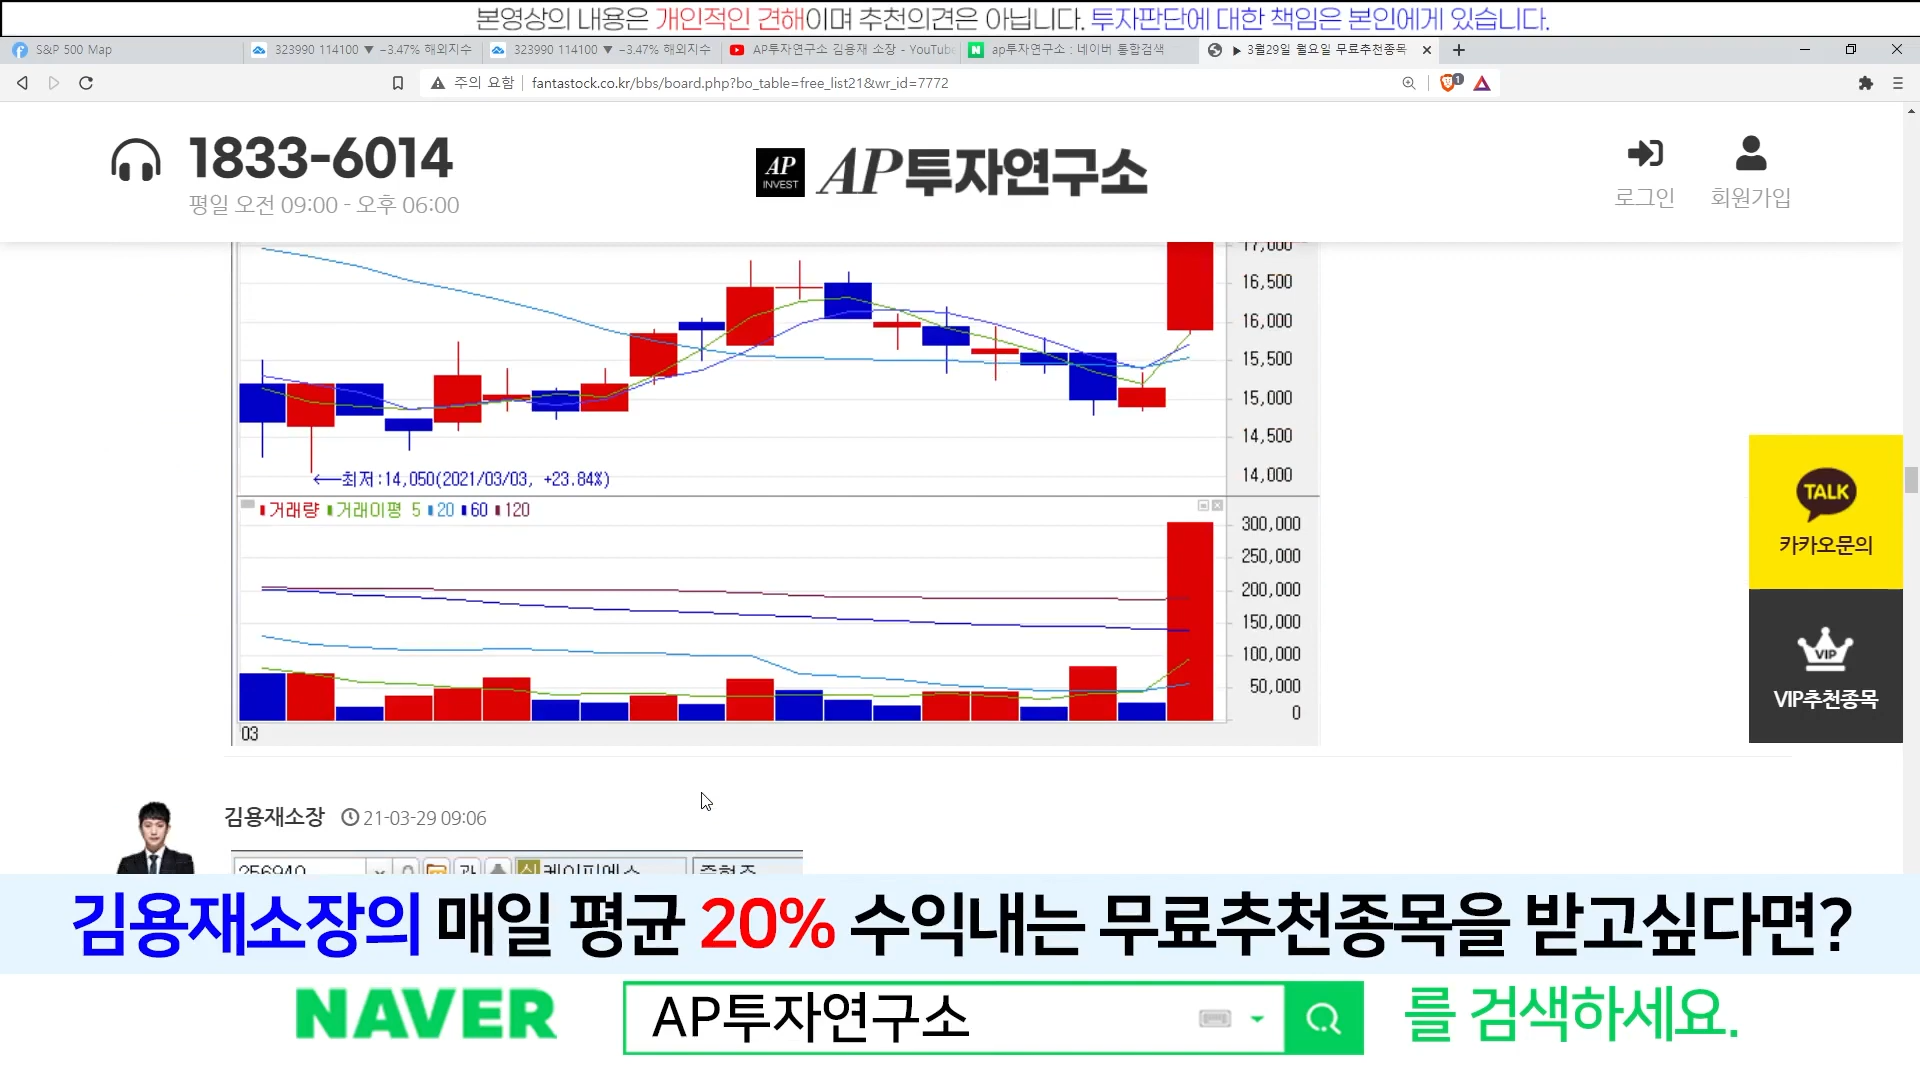 본영상의 내용은 개인적인 견해이며 추천의견은 아닙니다. 투자판단에 대한 책임은 본인에게 있습니다.
S&P 500 Map
323990 114100 ▼ -3.47% 해외지수
323990 114100 ▼ -3.47% 해외지수
AP투자연구소 김용재 소장 - YouTube
ap투자연구소 : 네이버 통합검색
▶ 3월29일 월요일 무료추천종목
주의 요함
fantastock.co.kr/bbs/board.php?bo_table=free_list21&wr_id=7772
1833-6014
평일 오전 09:00 - 오후 06:00
AP INVEST
AP투자연구소
로그인
회원가입
17,000
16,500
16,000
15,500
15,000
14,500
14,000
←최저:14,050(2021/03/03, +23.84%)
거래량 거래이평 5 20 60 120
300,000
250,000
200,000
150,000
100,000
50,000
0
03
TALK
카카오문의
VIP
VIP추천종목
김용재소장 21-03-29 09:06
256940 관 신 케이피에스
김용재소장의 매일 평균 20% 수익내는 무료추천종목을 받고싶다면?
NAVER AP투자연구소 를 검색하세요.